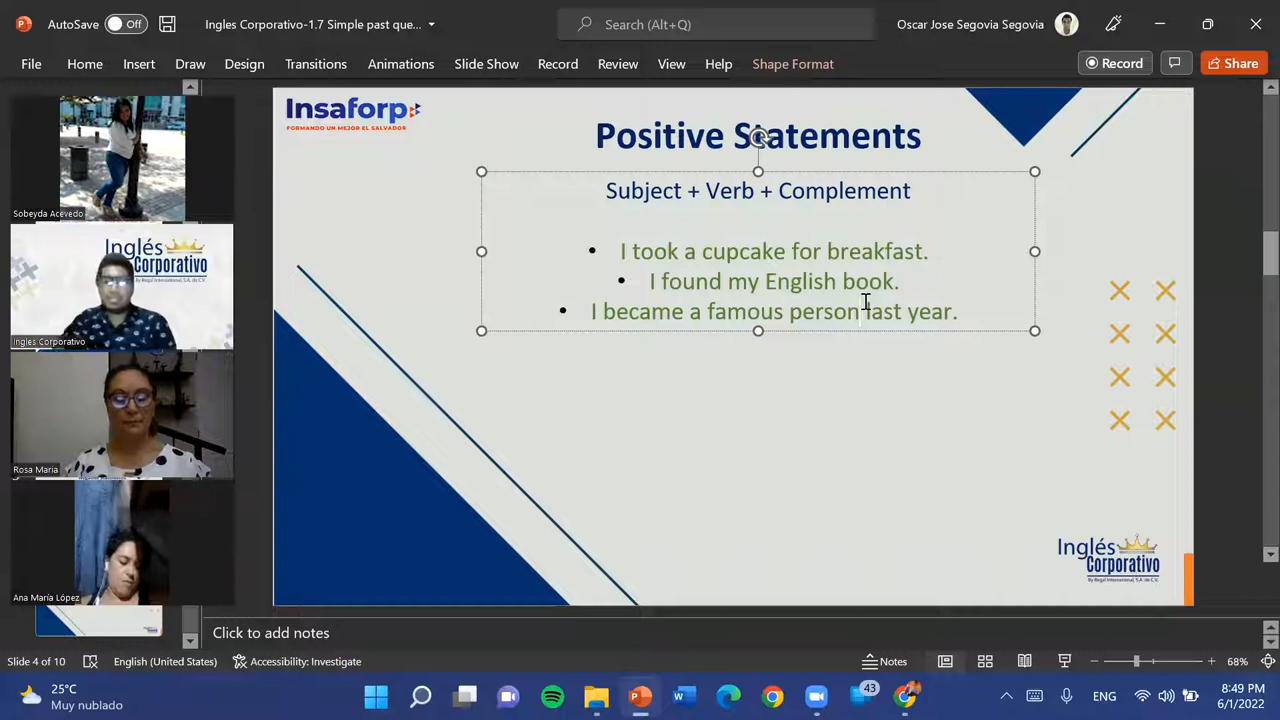 AutoSave Off Ingles Corporativo-1.7 Simple past que... Search (Alt+Q) Oscar Jose Segovia Segovia
File Home Insert Draw Design Transitions Animations Slide Show Record Review View Help Shape Format Record Share
Sobeyda Acevedo
Inglés
Corporativo
Ingles Corporativo
Rosa Maria
Ana María López
Insaforp
FORMANDO UN MEJOR EL SALVADOR
Positive Statements
Subject + Verb + Complement
• I took a cupcake for breakfast.
• I found my English book.
• I became a famous person last year.
Inglés
Corporativo
By Regal International, S.A. de C.V.
Click to add notes
Slide 4 of 10 English (United States) Accessibility: Investigate Notes 68%
25°C
Muy nublado
43
ENG
8:49 PM
6/1/2022